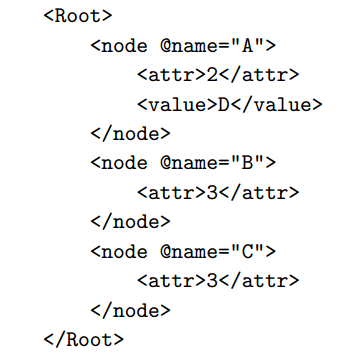 <Root>
    <node @name="A">
        <attr>2</attr>
        <value>D</value>
    </node>
    <node @name="B">
        <attr>3</attr>
    </node>
    <node @name="C">
        <attr>3</attr>
    </node>
</Root>